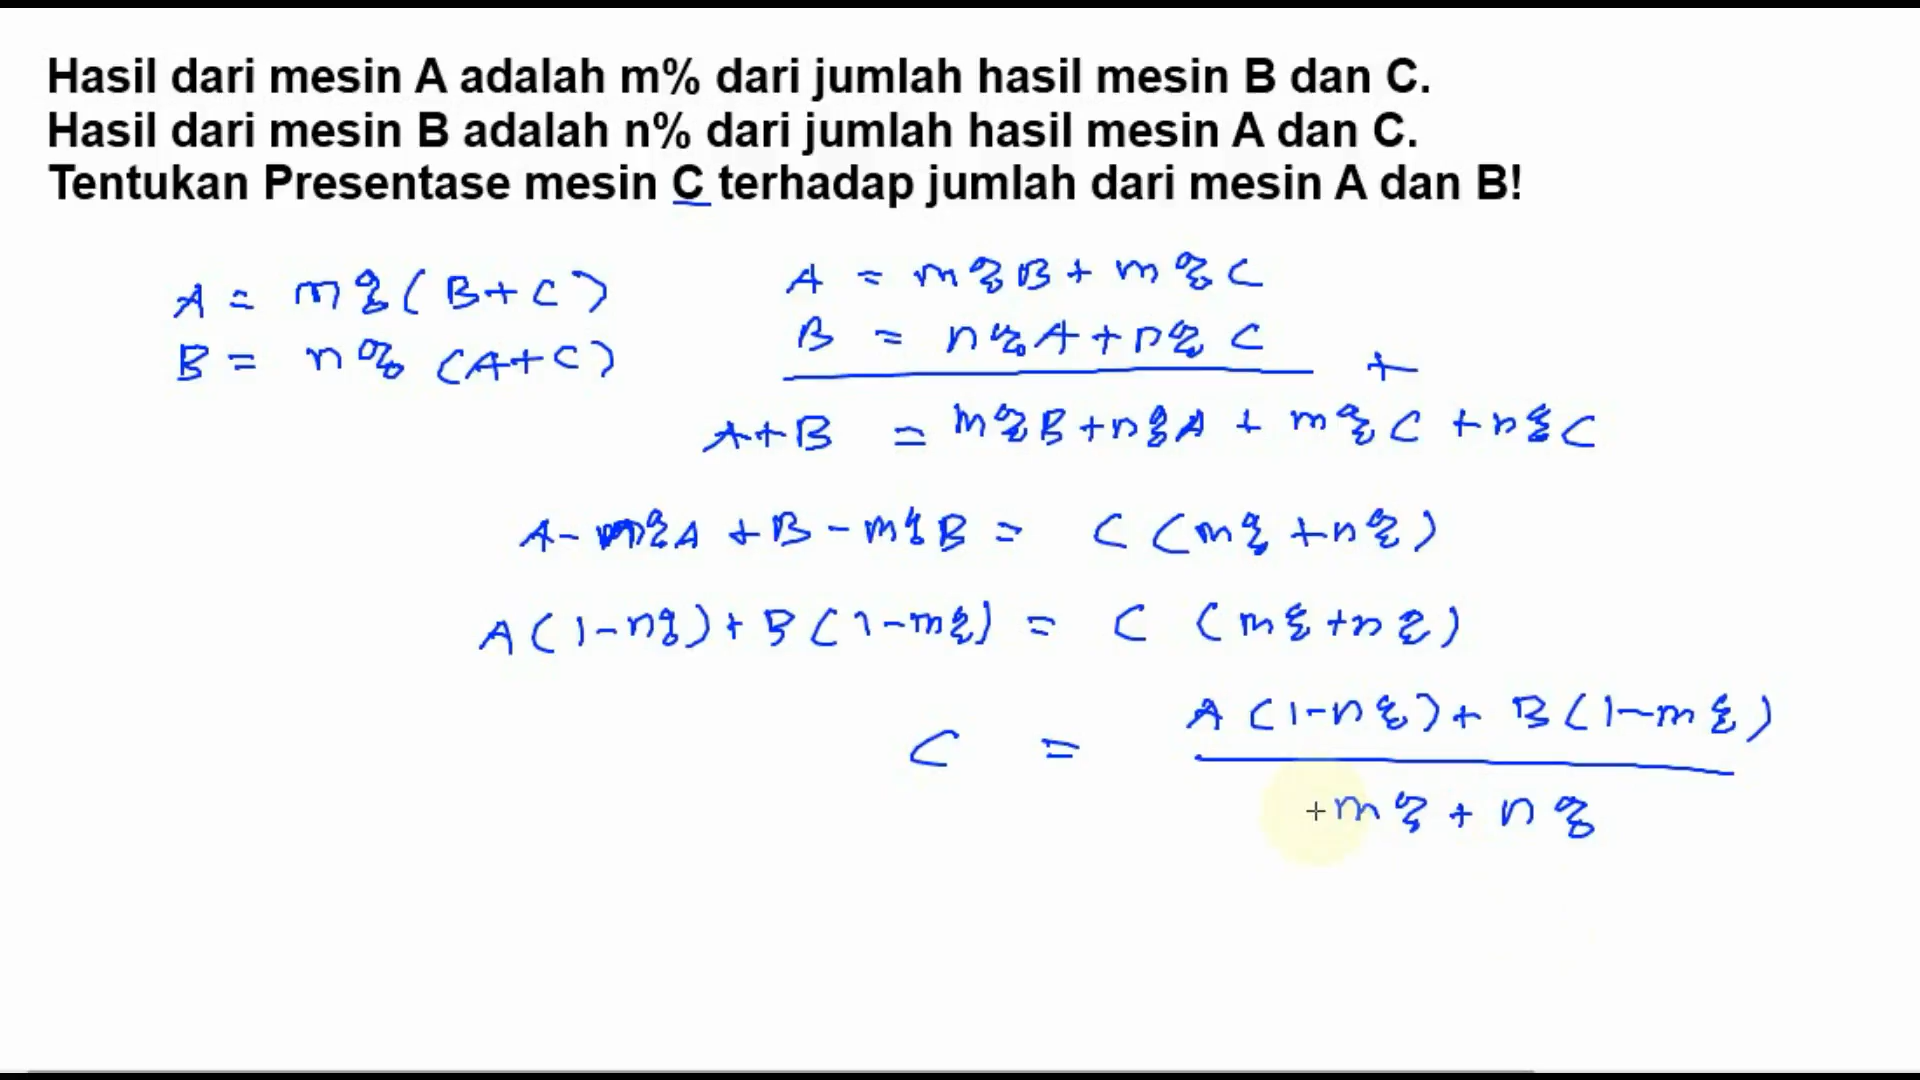 Hasil dari mesin A adalah m% dari jumlah hasil mesin B dan C.
Hasil dari mesin B adalah n% dari jumlah hasil mesin A dan C.
Tentukan Presentase mesin C terhadap jumlah dari mesin A dan B!
A = m% (B+C)
B = n% (A+C)
A = m% B + m% C
B = n% A + n% C
+
A+B = m% B + n% A + m% C + n% C
A - m% A + B - m% B = C (m% + n%)
A (1-n%) + B (1-m%) = C (m% + n%)
C = A (1-n%) + B (1-m%)
m% + n%